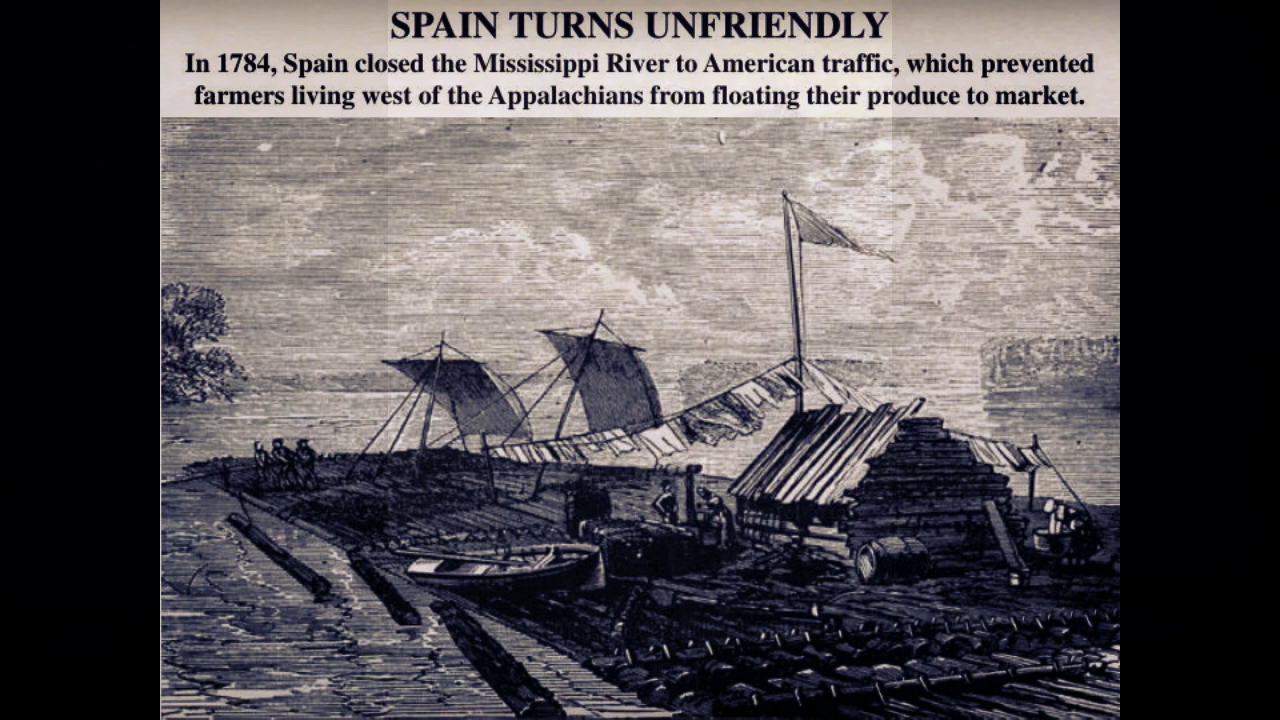 SPAIN TURNS UNFRIENDLY
In 1784, Spain closed the Mississippi River to American traffic, which prevented
farmers living west of the Appalachians from floating their produce to market.